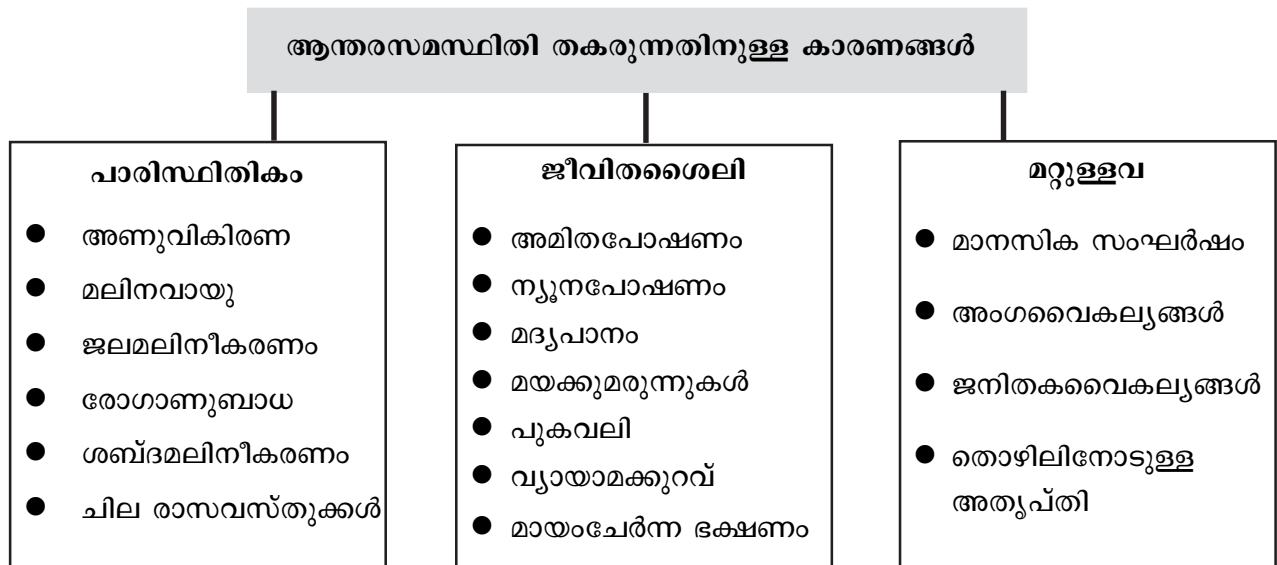 ആന്തരസമസ്ഥിതി തകരുന്നതിനുള്ള കാരണങ്ങൾ
പാരിസ്ഥിതികം
● അണുവികിരണ
● മലിനവായു
● ജലമലിനീകരണം
● രോഗാണുബാധ
● ശബ്ദമലിനീകരണം
● ചില രാസവസ്തുക്കൾ
ജീവിതശൈലി
● അമിതപോഷണം
● ന്യൂനപോഷണം
● മദ്യപാനം
● മയക്കുമരുന്നുകൾ
● പുകവലി
● വ്യായാമക്കുറവ്
● മായംചേർന്ന ഭക്ഷണം
മറ്റുള്ളവ
● മാനസിക സംഘർഷം
● അംഗവൈകല്യങ്ങൾ
● ജനിതകവൈകല്യങ്ങൾ
● തൊഴിലിനോടുള്ള
അതൃപ്തി